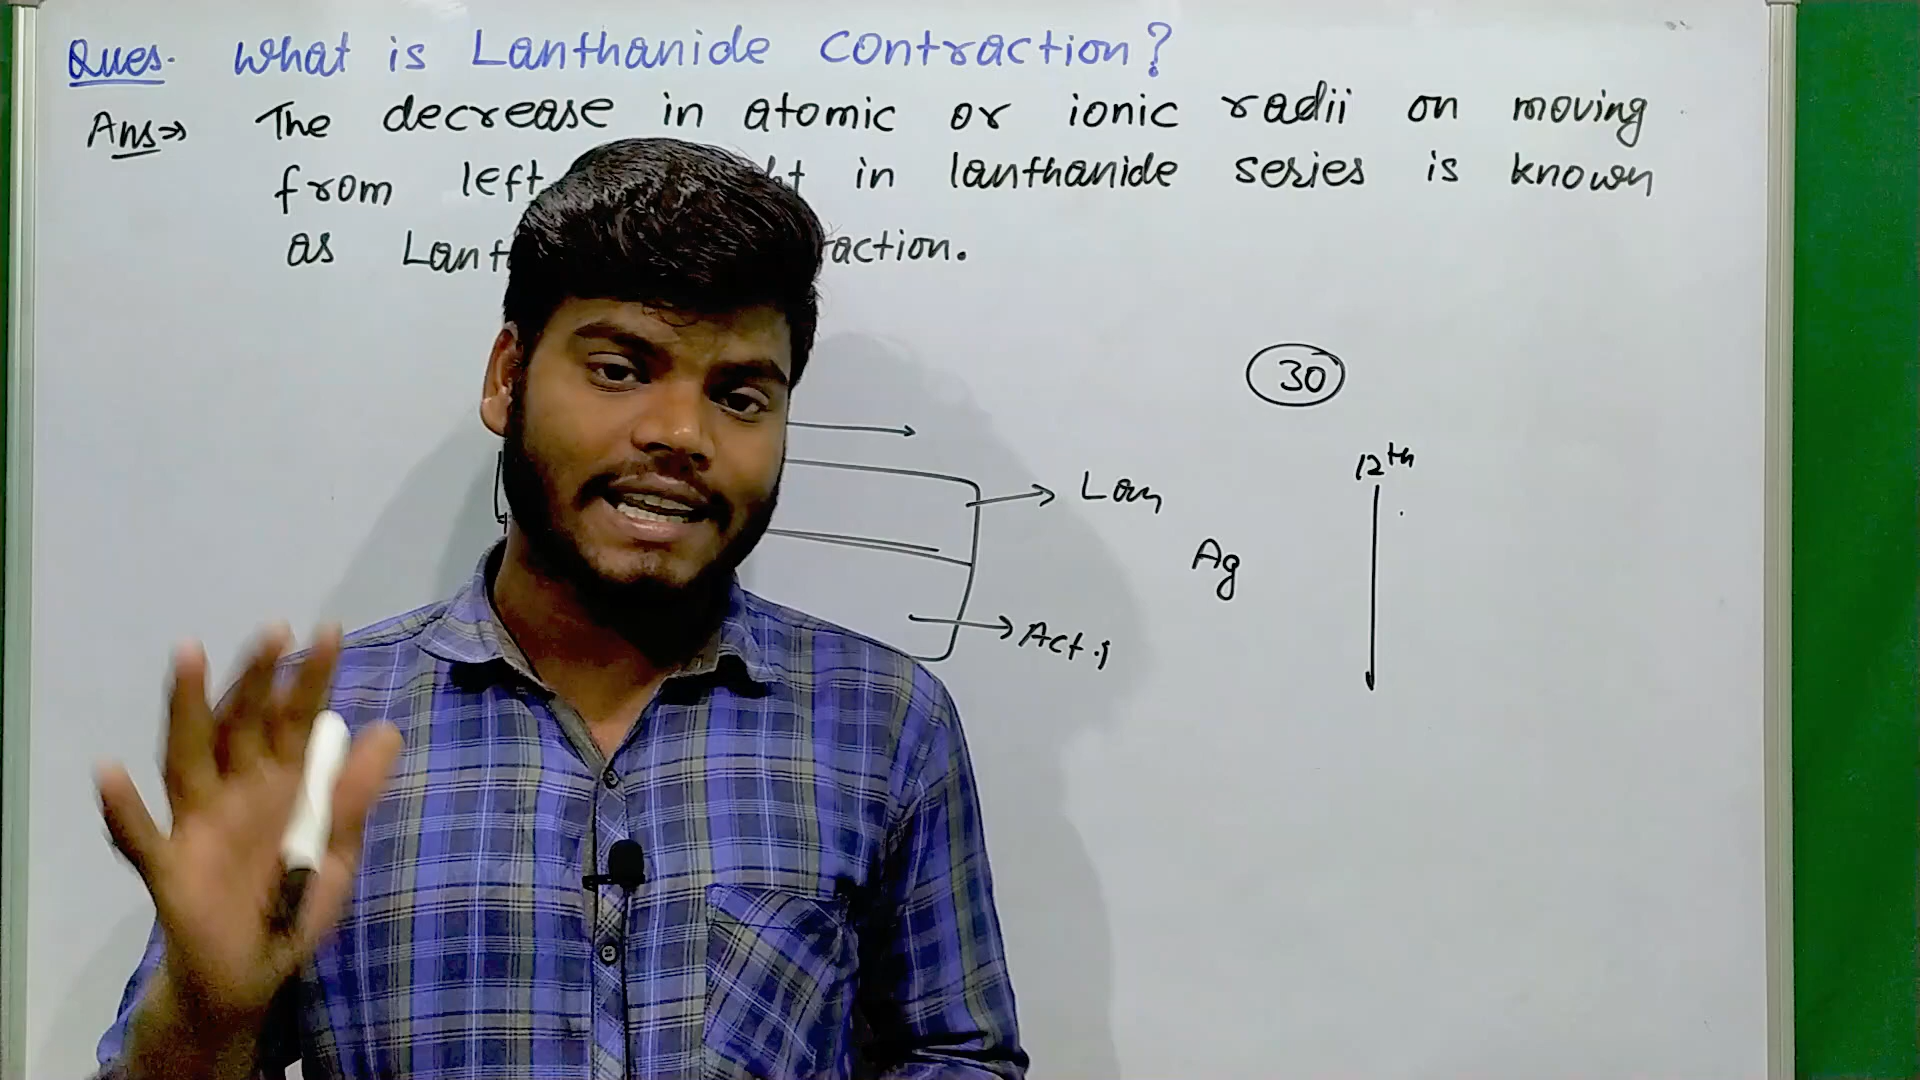 Ques. What is Lanthanide Contraction?
Ans⇒ The decrease in atomic or ionic radii on moving
from left in lanthanide series is known
as Lant action.
30
12th
Lan
Ag
Act.